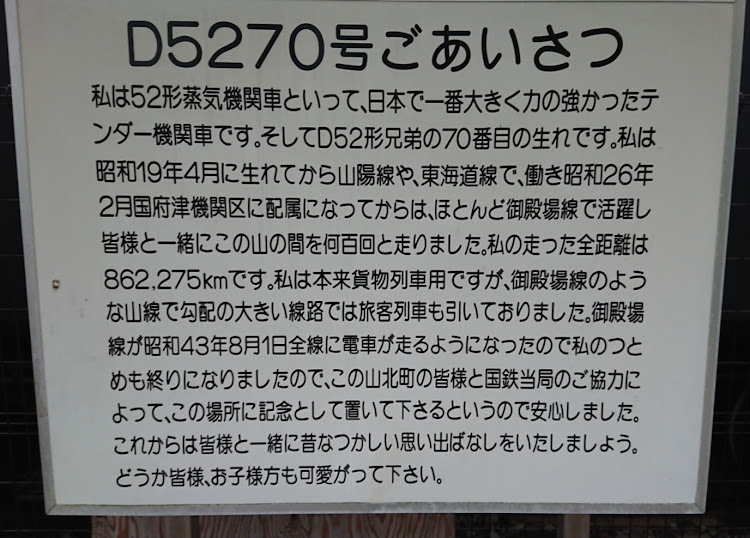 D5270号ごあいさつ
私は52形蒸気機関車といって、日本で一番大きく力の強かったテ
ンダー機関車です。そしてD52形兄弟の70番目の生れです。私は
昭和19年4月に生れてから山陽線や、東海道線で、働き昭和26年
2月国府津機関区に配属になってからは、ほとんど御殿場線で活躍し
皆様と一緒にこの山の間を何百回と走りました。私の走った全距離は
862,275kmです。私は本来貨物列車用ですが、御殿場線のよう
な山線で勾配の大きい線路では旅客列車も引いておりました。御殿場
線が昭和43年8月1日全線に電車が走るようになったので私のつと
めも終りになりましたので、この山北町の皆様と国鉄当局のご協力に
よって、この場所に記念として置いて下さるというので安心しました。
これからは皆様と一緒に昔なつかしい思い出ばなしをいたしましょう。
どうか皆様、お子様方も可愛がって下さい。